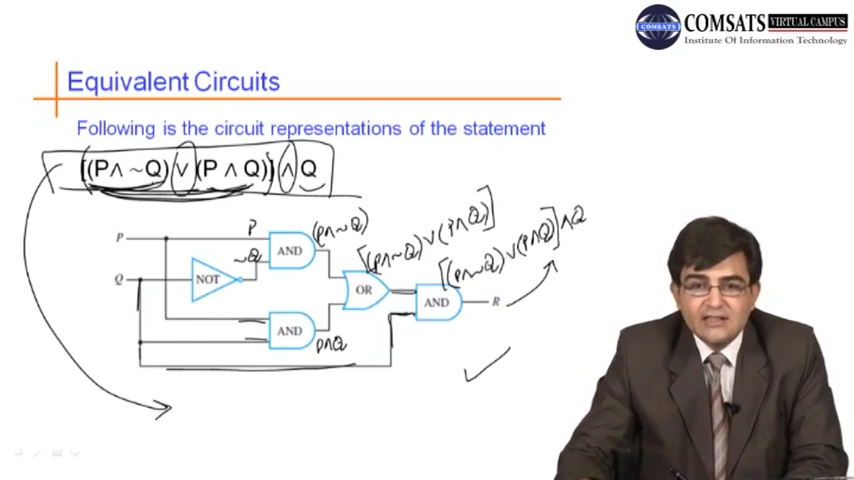 COMSATS VIRTUAL CAMPUS
COMSATS
Institute Of Information Technology
Equivalent Circuits
Following is the circuit representations of the statement
[(P∧ ~Q) ∨ (P ∧ Q)] ∧ Q
P P AND (P∧~Q) [(P∧~Q) ∨ (P∧Q)]
Q NOT ~Q OR [(P∧~Q) ∨ (P∧Q)] ∧Q
AND R
AND P∧Q